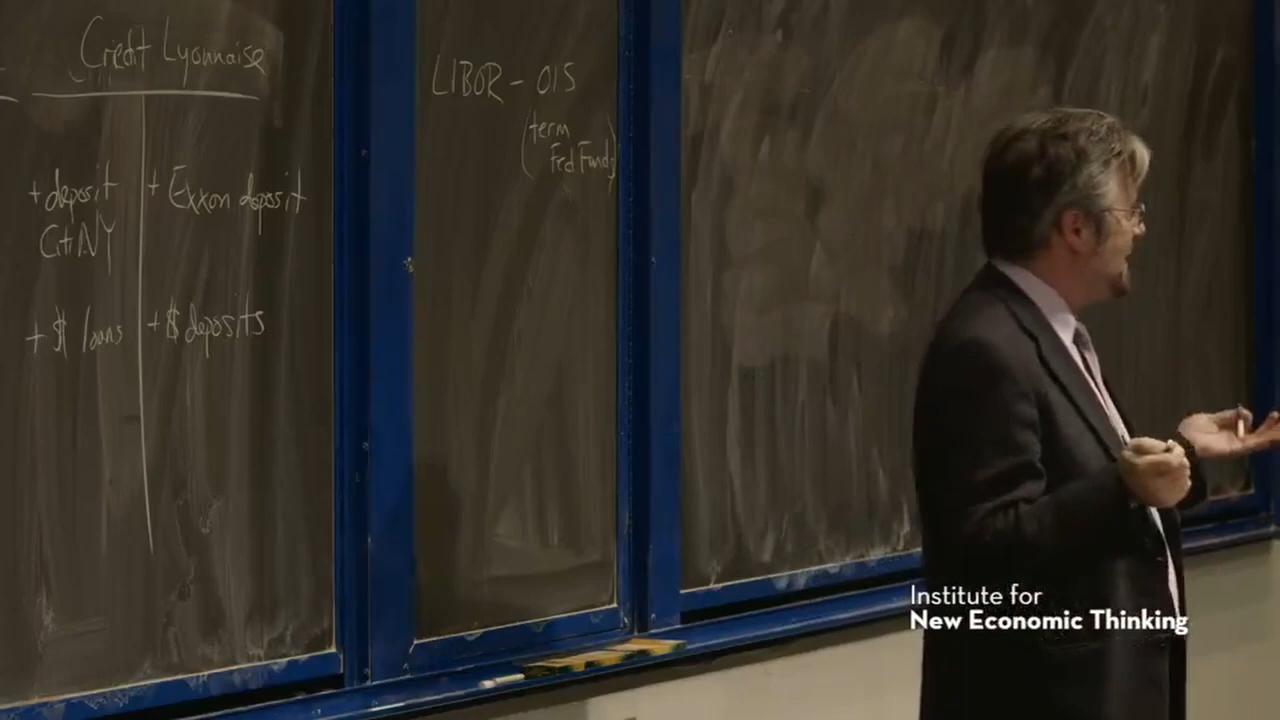 Credit Lyonnaise
+ deposit
Citi NY
+ Exxon deposit
+ $ loans
+ $ deposits
LIBOR - OIS
(term
Fed Funds)
Institute for
New Economic Thinking